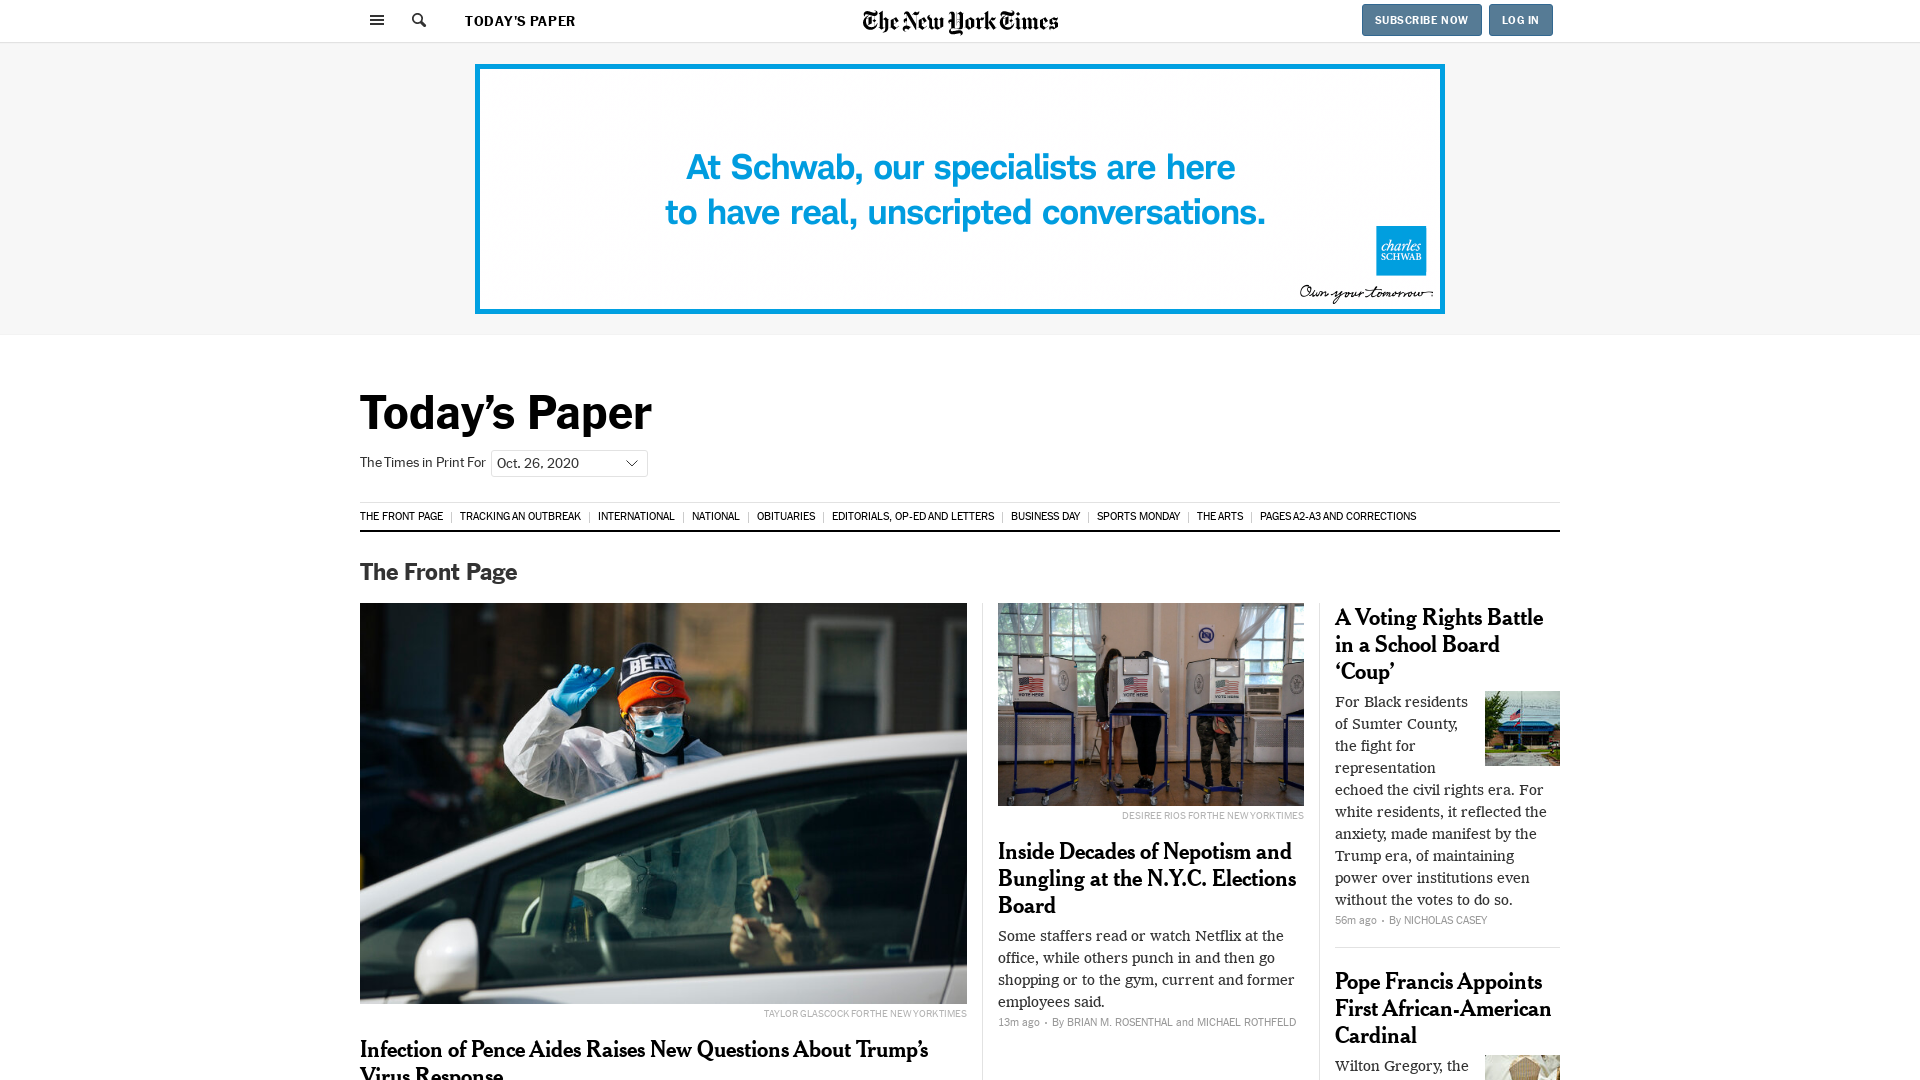 TODAY'S PAPER
The New York Times
SUBSCRIBE NOW
LOG IN
At Schwab, our specialists are here
to have real, unscripted conversations.
charles
SCHWAB
Own your tomorrow.
Today’s Paper
The Times in Print For
Oct. 26, 2020
THE FRONT PAGE
TRACKING AN OUTBREAK
INTERNATIONAL
NATIONAL
OBITUARIES
EDITORIALS, OP-ED AND LETTERS
BUSINESS DAY
SPORTS MONDAY
THE ARTS
PAGES A2-A3 AND CORRECTIONS
The Front Page
BEARS
TAYLOR GLASCOCK FOR THE NEW YORK TIMES
Infection of Pence Aides Raises New Questions About Trump’s
Virus Response
VOTE HERE
VOTE HERE
VOTE HERE
DESIREE RIOS FOR THE NEW YORK TIMES
Inside Decades of Nepotism and
Bungling at the N.Y.C. Elections
Board
Some staffers read or watch Netflix at the
office, while others punch in and then go
shopping or to the gym, current and former
employees said.
13m ago • By BRIAN M. ROSENTHAL and MICHAEL ROTHFELD
A Voting Rights Battle
in a School Board
‘Coup’
For Black residents
of Sumter County,
the fight for
representation
echoed the civil rights era. For
white residents, it reflected the
anxiety, made manifest by the
Trump era, of maintaining
power over institutions even
without the votes to do so.
56m ago • By NICHOLAS CASEY
Pope Francis Appoints
First African-American
Cardinal
Wilton Gregory, the